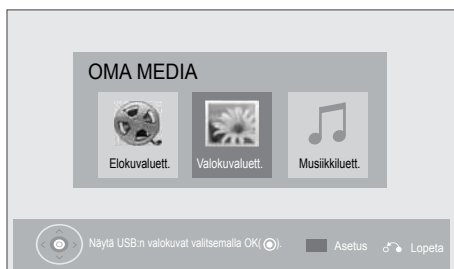 OMA MEDIA
Elokuvaluett. Valokuvaluett. Musiikkiluett.
Näytä USB:n valokuvat valitsemalla OK(◉). Asetus Lopeta